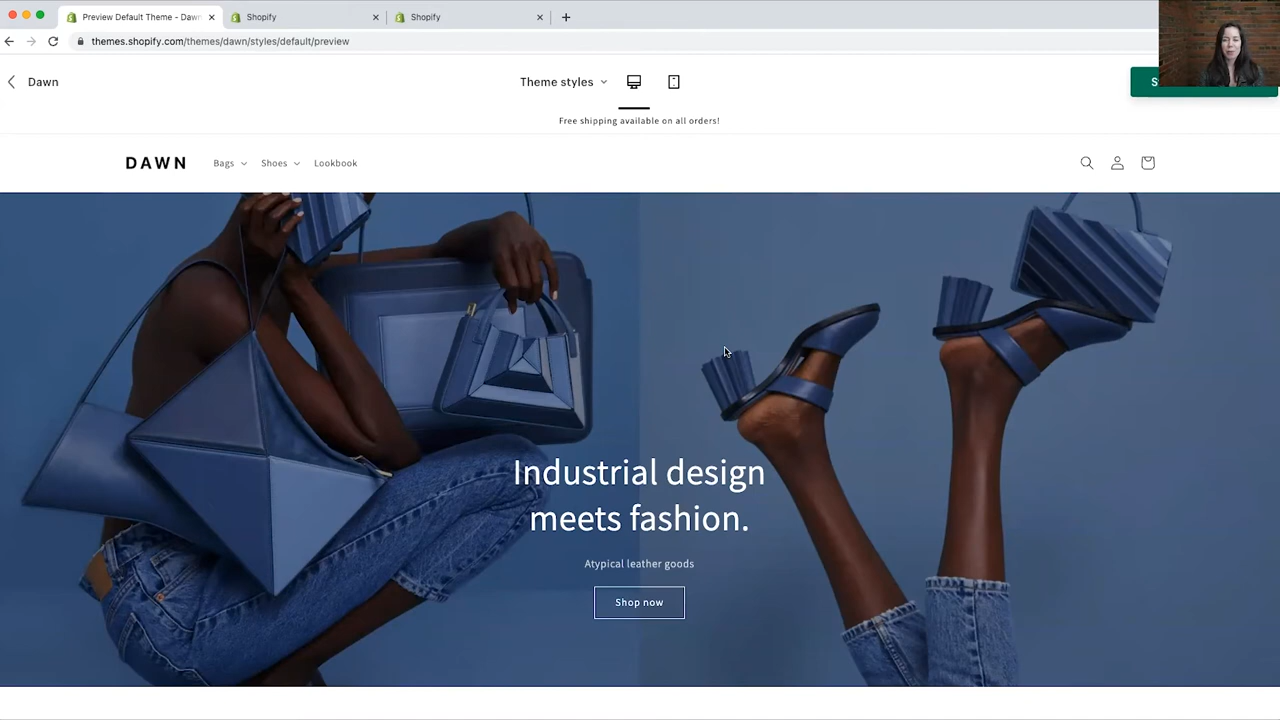 Preview Default Theme - Dawn
Shopify
Shopify
themes.shopify.com/themes/dawn/styles/default/preview
Dawn
Theme styles
Free shipping available on all orders!
DAWN
Bags
Shoes
Lookbook
Industrial design
meets fashion.
Atypical leather goods
Shop now